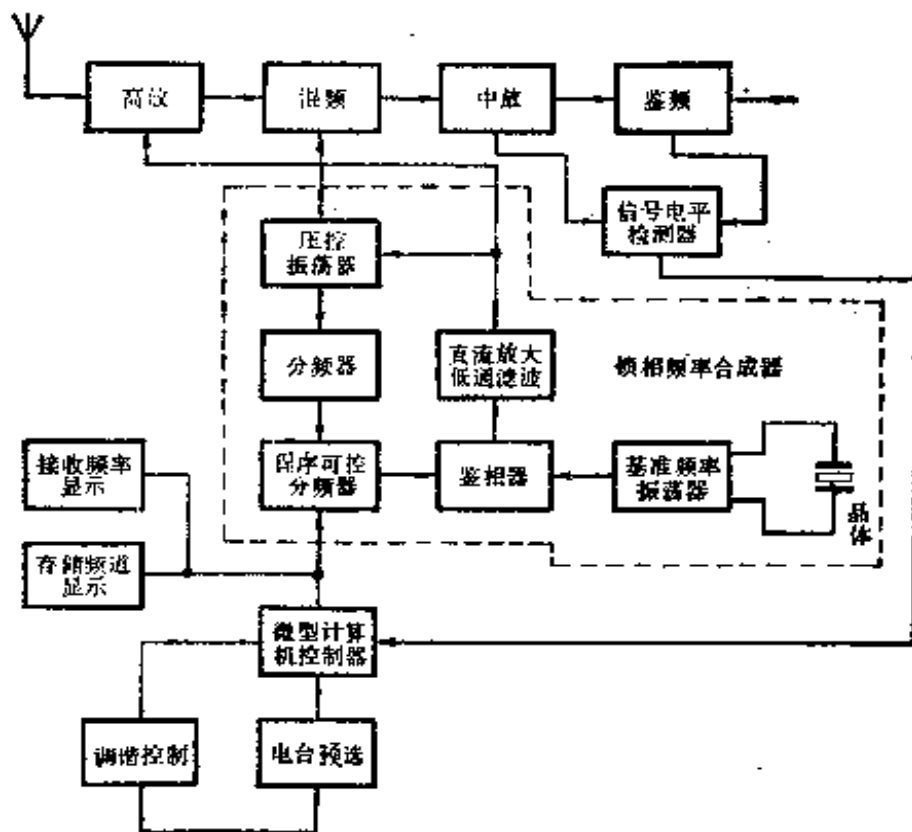 高放
混频
中放
鉴频
信号电平
检测器
压控
振荡器
分频器
直流放大
低通滤波
锁相频率合成器
接收频率
显示
程序可控
分频器
鉴相器
基准频率
振荡器
晶体
存储频道
显示
微型计算
机控制器
调谐控制
电台预选